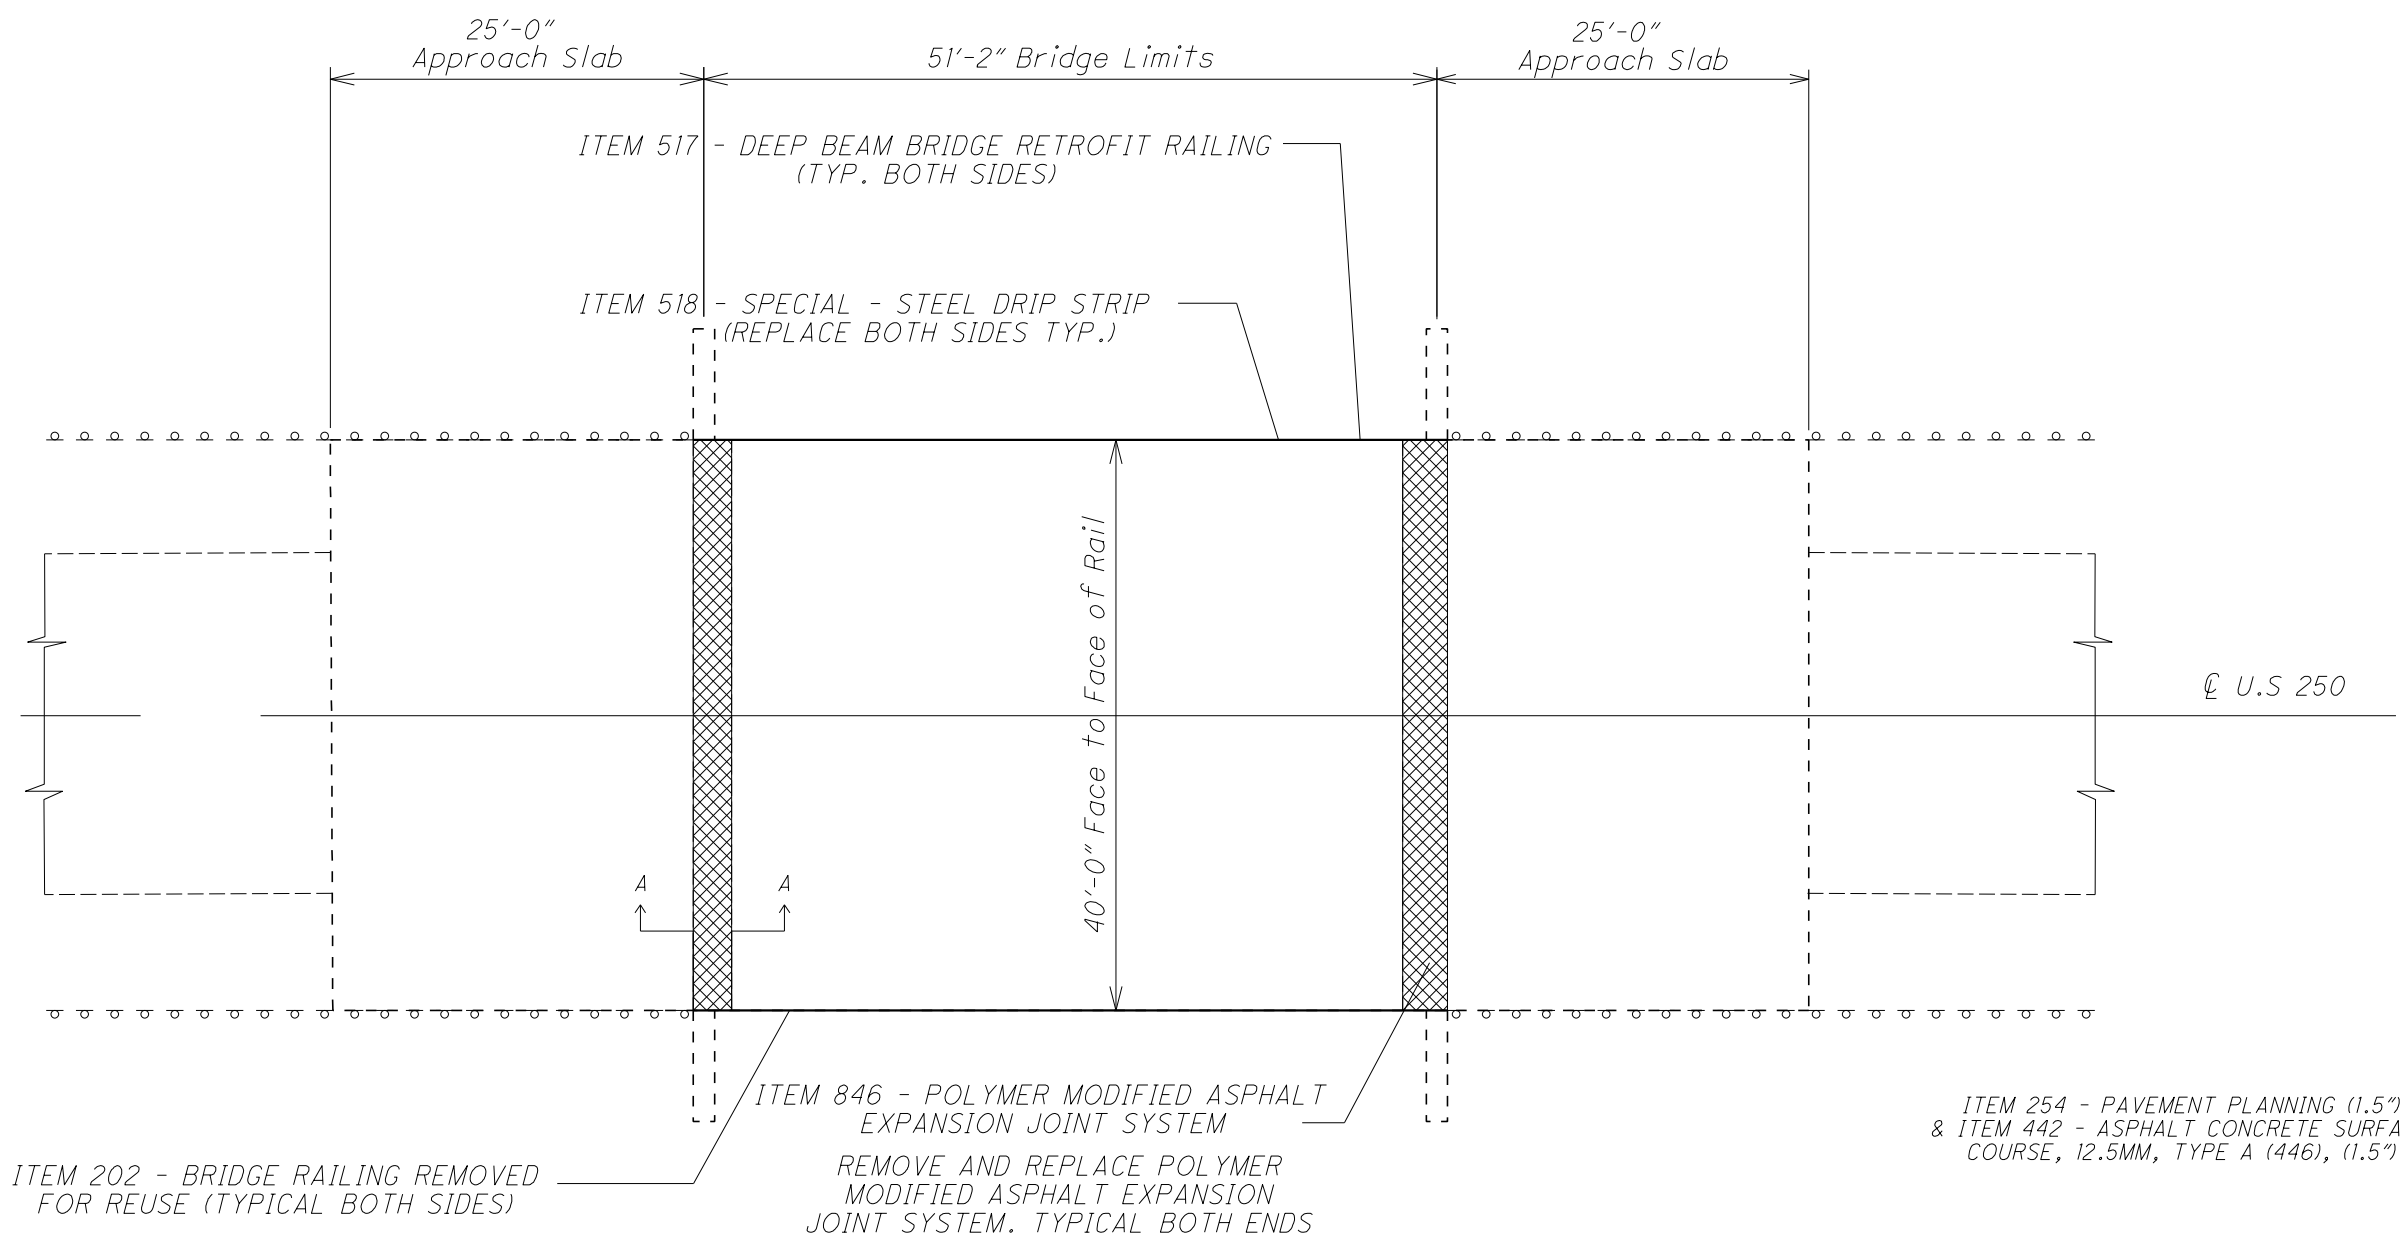 25'-0"
Approach Slab
51'-2" Bridge Limits
25'-0"
Approach Slab
ITEM 517 - DEEP BEAM BRIDGE RETROFIT RAILING
(TYP. BOTH SIDES)
ITEM 518 - SPECIAL - STEEL DRIP STRIP
(REPLACE BOTH SIDES TYP.)
40'-0" Face to Face of Rail
℄ U.S 250
A
A
ITEM 846 - POLYMER MODIFIED ASPHALT
EXPANSION JOINT SYSTEM
REMOVE AND REPLACE POLYMER
MODIFIED ASPHALT EXPANSION
JOINT SYSTEM. TYPICAL BOTH ENDS
ITEM 202 - BRIDGE RAILING REMOVED
FOR REUSE (TYPICAL BOTH SIDES)
ITEM 254 - PAVEMENT PLANNING (1.5")
& ITEM 442 - ASPHALT CONCRETE SURFA
COURSE, 12.5MM, TYPE A (446), (1.5")